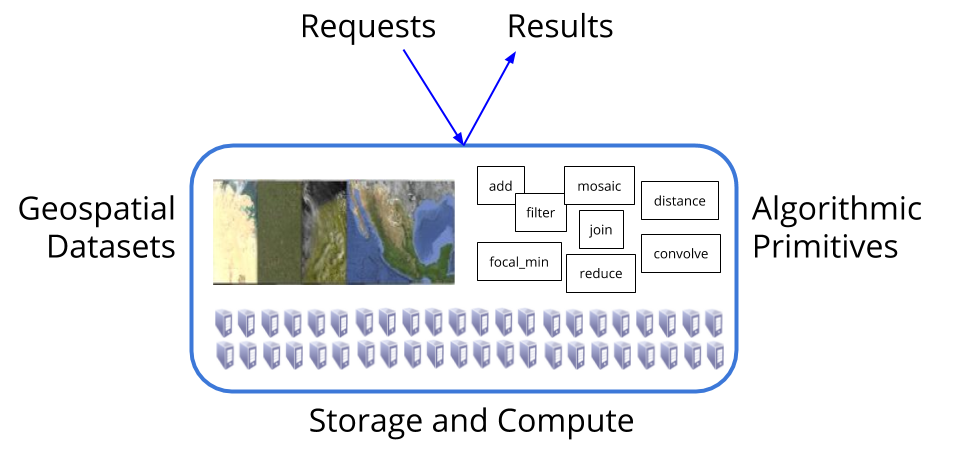 Requests
Results
Geospatial
Datasets
add
filter
mosaic
join
distance
focal_min
reduce
convolve
Algorithmic
Primitives
Storage and Compute